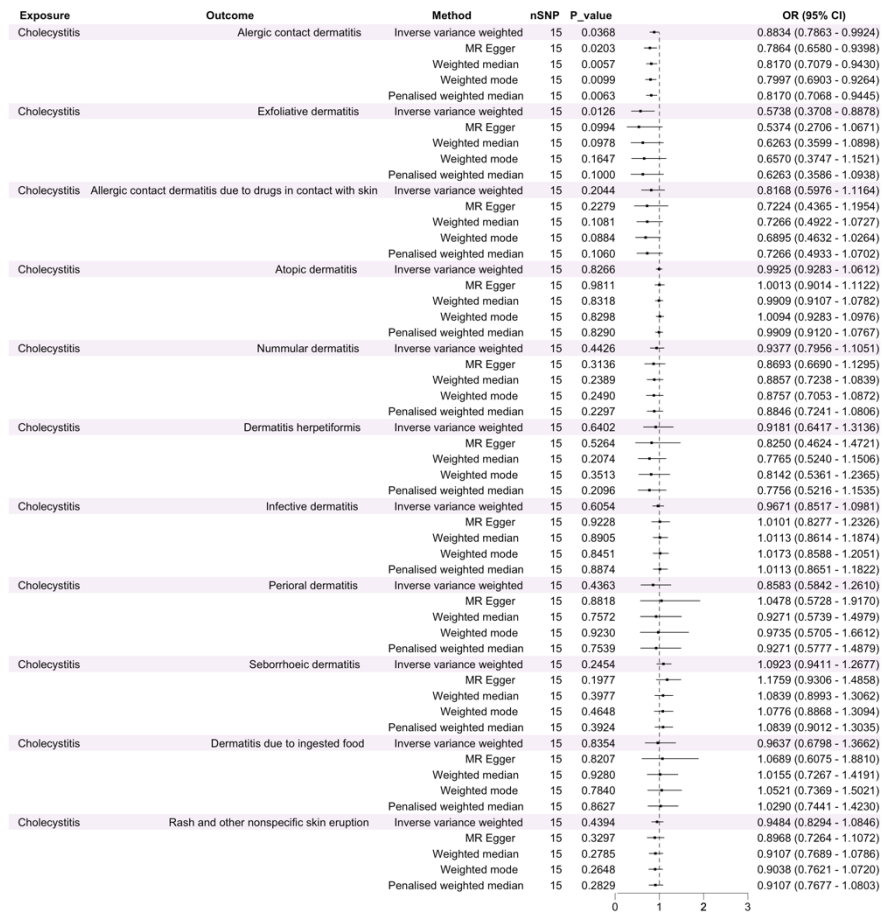 Exposure Outcome Method nSNP P_value OR (95% CI)
Cholecystitis Alergic contact dermatitis Inverse variance weighted 15 0.0368 0.8834 (0.7863 - 0.9924)
MR Egger 15 0.0203 0.7864 (0.6580 - 0.9398)
Weighted median 15 0.0057 0.8170 (0.7079 - 0.9430)
Weighted mode 15 0.0099 0.7997 (0.6903 - 0.9264)
Penalised weighted median 15 0.0063 0.8170 (0.7068 - 0.9445)
Cholecystitis Exfoliative dermatitis Inverse variance weighted 15 0.0126 0.5738 (0.3708 - 0.8878)
MR Egger 15 0.0994 0.5374 (0.2706 - 1.0671)
Weighted median 15 0.0978 0.6263 (0.3599 - 1.0898)
Weighted mode 15 0.1647 0.6570 (0.3747 - 1.1521)
Penalised weighted median 15 0.1000 0.6263 (0.3586 - 1.0938)
Cholecystitis Allergic contact dermatitis due to drugs in contact with skin Inverse variance weighted 15 0.2044 0.8168 (0.5976 - 1.1164)
MR Egger 15 0.2279 0.7224 (0.4365 - 1.1954)
Weighted median 15 0.1081 0.7266 (0.4922 - 1.0727)
Weighted mode 15 0.0884 0.6895 (0.4632 - 1.0264)
Penalised weighted median 15 0.1060 0.7266 (0.4933 - 1.0702)
Cholecystitis Atopic dermatitis Inverse variance weighted 15 0.8266 0.9925 (0.9283 - 1.0612)
MR Egger 15 0.9811 1.0013 (0.9014 - 1.1122)
Weighted median 15 0.8318 0.9909 (0.9107 - 1.0782)
Weighted mode 15 0.8298 1.0094 (0.9283 - 1.0976)
Penalised weighted median 15 0.8290 0.9909 (0.9120 - 1.0767)
Cholecystitis Nummular dermatitis Inverse variance weighted 15 0.4426 0.9377 (0.7956 - 1.1051)
MR Egger 15 0.3136 0.8693 (0.6690 - 1.1295)
Weighted median 15 0.2389 0.8857 (0.7238 - 1.0839)
Weighted mode 15 0.2490 0.8757 (0.7053 - 1.0872)
Penalised weighted median 15 0.2297 0.8846 (0.7241 - 1.0806)
Cholecystitis Dermatitis herpetiformis Inverse variance weighted 15 0.6402 0.9181 (0.6417 - 1.3136)
MR Egger 15 0.5264 0.8250 (0.4624 - 1.4721)
Weighted median 15 0.2074 0.7765 (0.5240 - 1.1506)
Weighted mode 15 0.3513 0.8142 (0.5361 - 1.2365)
Penalised weighted median 15 0.2096 0.7756 (0.5216 - 1.1535)
Cholecystitis Infective dermatitis Inverse variance weighted 15 0.6054 0.9671 (0.8517 - 1.0981)
MR Egger 15 0.9228 1.0101 (0.8277 - 1.2326)
Weighted median 15 0.8905 1.0113 (0.8614 - 1.1874)
Weighted mode 15 0.8451 1.0173 (0.8588 - 1.2051)
Penalised weighted median 15 0.8874 1.0113 (0.8651 - 1.1822)
Cholecystitis Perioral dermatitis Inverse variance weighted 15 0.4363 0.8583 (0.5842 - 1.2610)
MR Egger 15 0.8818 1.0478 (0.5728 - 1.9170)
Weighted median 15 0.7572 0.9271 (0.5739 - 1.4979)
Weighted mode 15 0.9230 0.9735 (0.5705 - 1.6612)
Penalised weighted median 15 0.7539 0.9271 (0.5777 - 1.4879)
Cholecystitis Seborrhoeic dermatitis Inverse variance weighted 15 0.2454 1.0923 (0.9411 - 1.2677)
MR Egger 15 0.1977 1.1759 (0.9306 - 1.4858)
Weighted median 15 0.3977 1.0839 (0.8993 - 1.3062)
Weighted mode 15 0.4648 1.0776 (0.8868 - 1.3094)
Penalised weighted median 15 0.3924 1.0839 (0.9012 - 1.3035)
Cholecystitis Dermatitis due to ingested food Inverse variance weighted 15 0.8354 0.9637 (0.6798 - 1.3662)
MR Egger 15 0.8207 1.0689 (0.6075 - 1.8810)
Weighted median 15 0.9280 1.0155 (0.7267 - 1.4191)
Weighted mode 15 0.7840 1.0521 (0.7369 - 1.5021)
Penalised weighted median 15 0.8627 1.0290 (0.7441 - 1.4230)
Cholecystitis Rash and other nonspecific skin eruption Inverse variance weighted 15 0.4394 0.9484 (0.8294 - 1.0846)
MR Egger 15 0.3297 0.8968 (0.7264 - 1.1072)
Weighted median 15 0.2785 0.9107 (0.7689 - 1.0786)
Weighted mode 15 0.2648 0.9038 (0.7621 - 1.0720)
Penalised weighted median 15 0.2829 0.9107 (0.7677 - 1.0803)
0 1 2 3